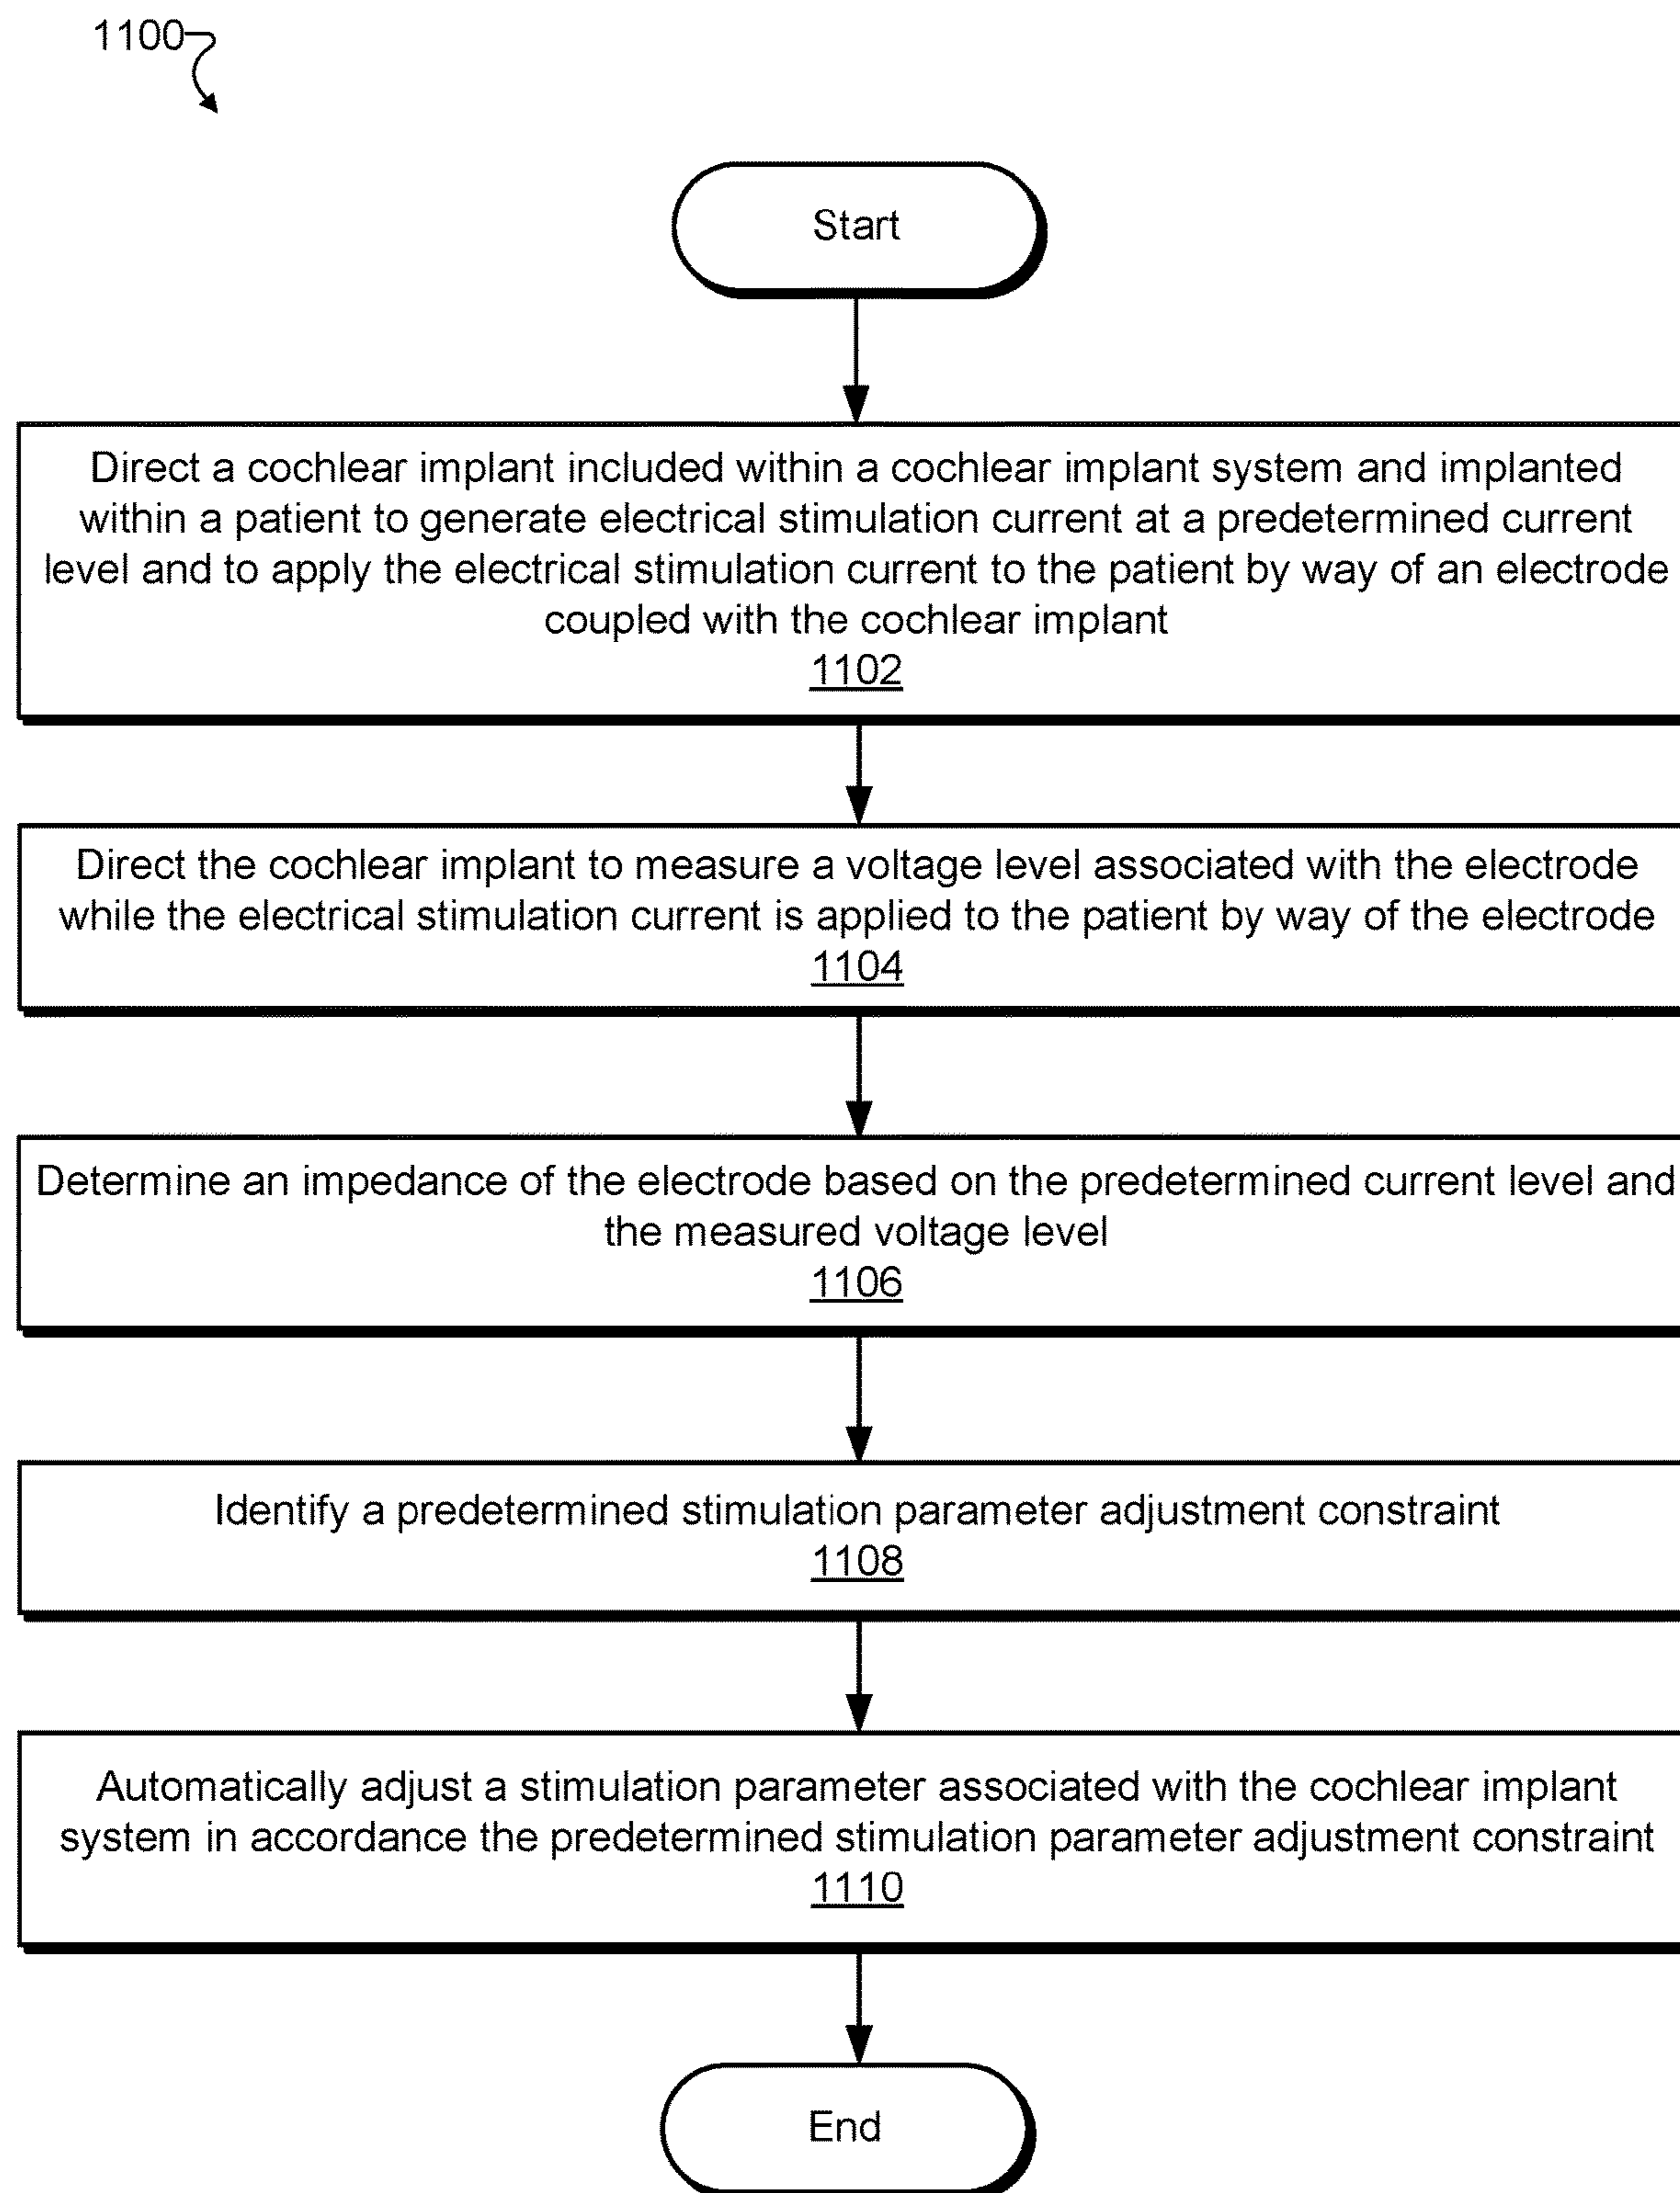 1100
Start
Direct a cochlear implant included within a cochlear implant system and implanted
within a patient to generate electrical stimulation current at a predetermined current
level and to apply the electrical stimulation current to the patient by way of an electrode
coupled with the cochlear implant
1102
Direct the cochlear implant to measure a voltage level associated with the electrode
while the electrical stimulation current is applied to the patient by way of the electrode
1104
Determine an impedance of the electrode based on the predetermined current level and
the measured voltage level
1106
Identify a predetermined stimulation parameter adjustment constraint
1108
Automatically adjust a stimulation parameter associated with the cochlear implant
system in accordance the predetermined stimulation parameter adjustment constraint
1110
End